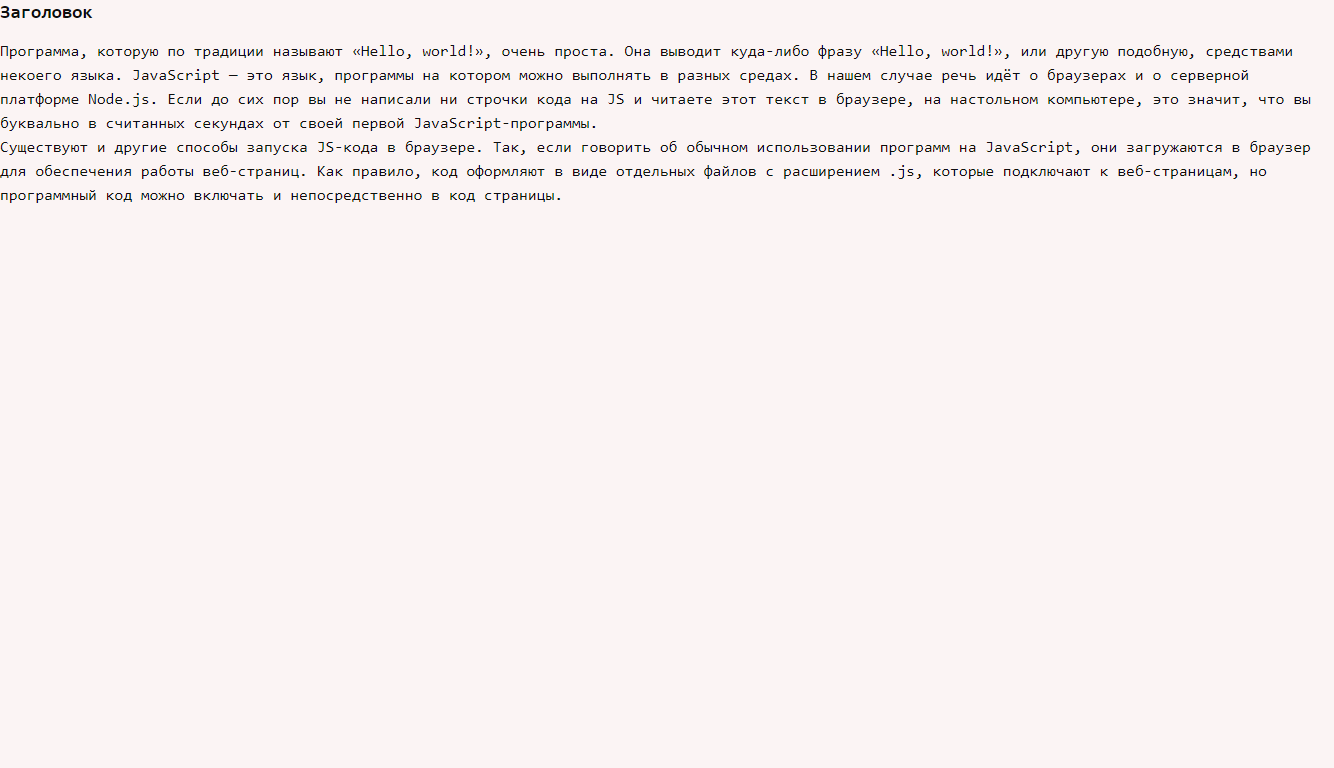 Заголовок
Программа, которую по традиции называют «Hello, world!», очень проста. Она выводит куда-либо фразу «Hello, world!», или другую подобную, средствами
некоего языка. JavaScript — это язык, программы на котором можно выполнять в разных средах. В нашем случае речь идёт о браузерах и о серверной
платформе Node.js. Если до сих пор вы не написали ни строчки кода на JS и читаете этот текст в браузере, на настольном компьютере, это значит, что вы
буквально в считанных секундах от своей первой JavaScript-программы.
Существуют и другие способы запуска JS-кода в браузере. Так, если говорить об обычном использовании программ на JavaScript, они загружаются в браузер
для обеспечения работы веб-страниц. Как правило, код оформляют в виде отдельных файлов с расширением .js, которые подключают к веб-страницам, но
программный код можно включать и непосредственно в код страницы.